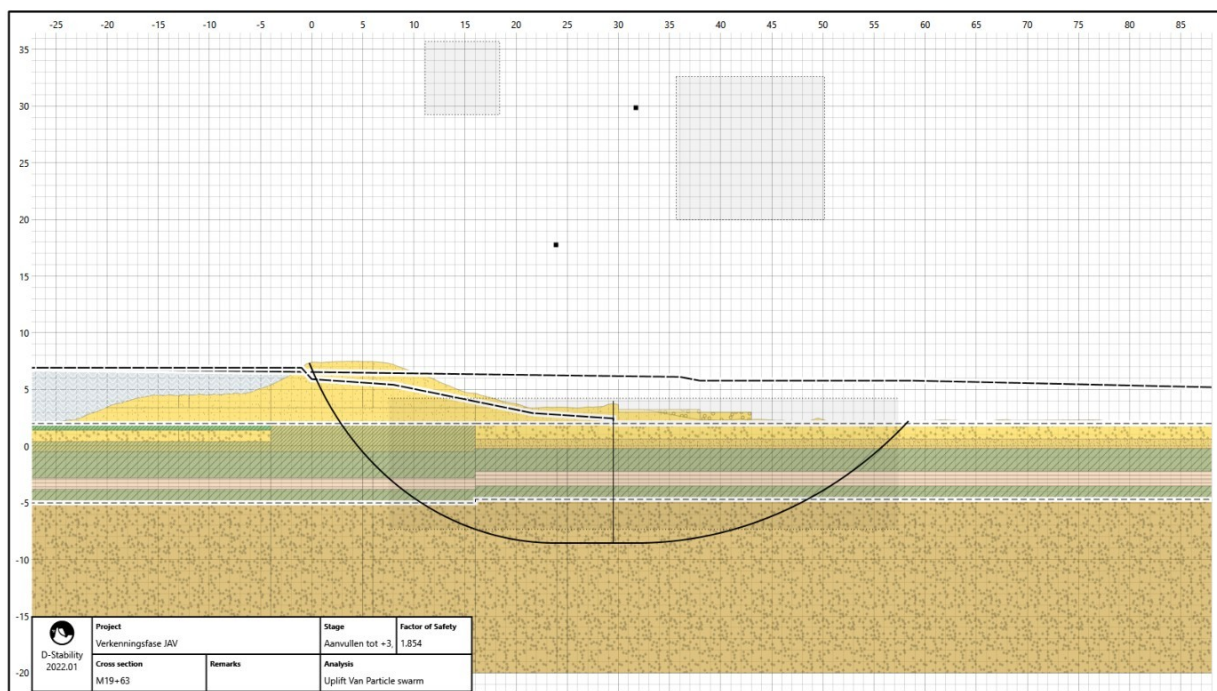 -25 -20 -15 -10 -5 0 5 10 15 20 25 30 35 40 45 50 55 60 65 70 75 80 85
35
30
25
20
15
10
5
0
-5
-10
-15
-20
D-Stability
2022.01
Project
Verkenningsfase JAV
Stage
Aanvullen tot +3,
Factor of Safety
1.854
Cross section
M19+63
Remarks
Analysis
Uplift Van Particle swarm